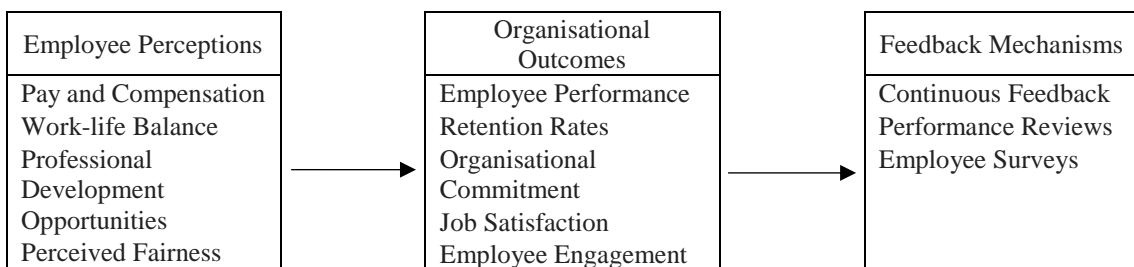 Employee Perceptions
Pay and Compensation
Work-life Balance
Professional
Development
Opportunities
Perceived Fairness
Organisational
Outcomes
Employee Performance
Retention Rates
Organisational
Commitment
Job Satisfaction
Employee Engagement
Feedback Mechanisms
Continuous Feedback
Performance Reviews
Employee Surveys